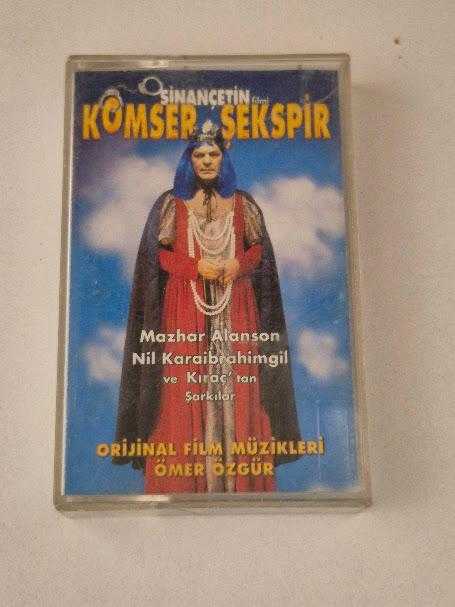 SİNANÇETİN filmi
KOMSER ŞEKSPİR
Mazhar Alanson
Nil Karaibrahimgil
ve Kıraç'tan
Şarkılar
ORİJİNAL FİLM MÜZİKLERİ
ÖMER ÖZGÜR